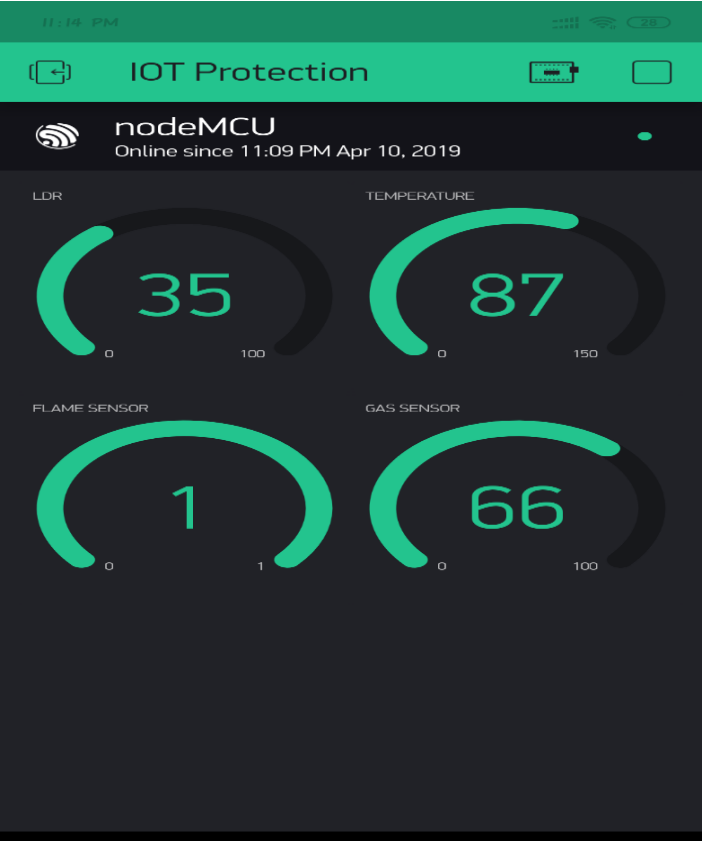 11:14 PM 28
IOT Protection
nodeMCU
Online since 11:09 PM Apr 10, 2019
LDR
35
0 100
TEMPERATURE
87
0 150
FLAME SENSOR
1
0 1
GAS SENSOR
66
0 100